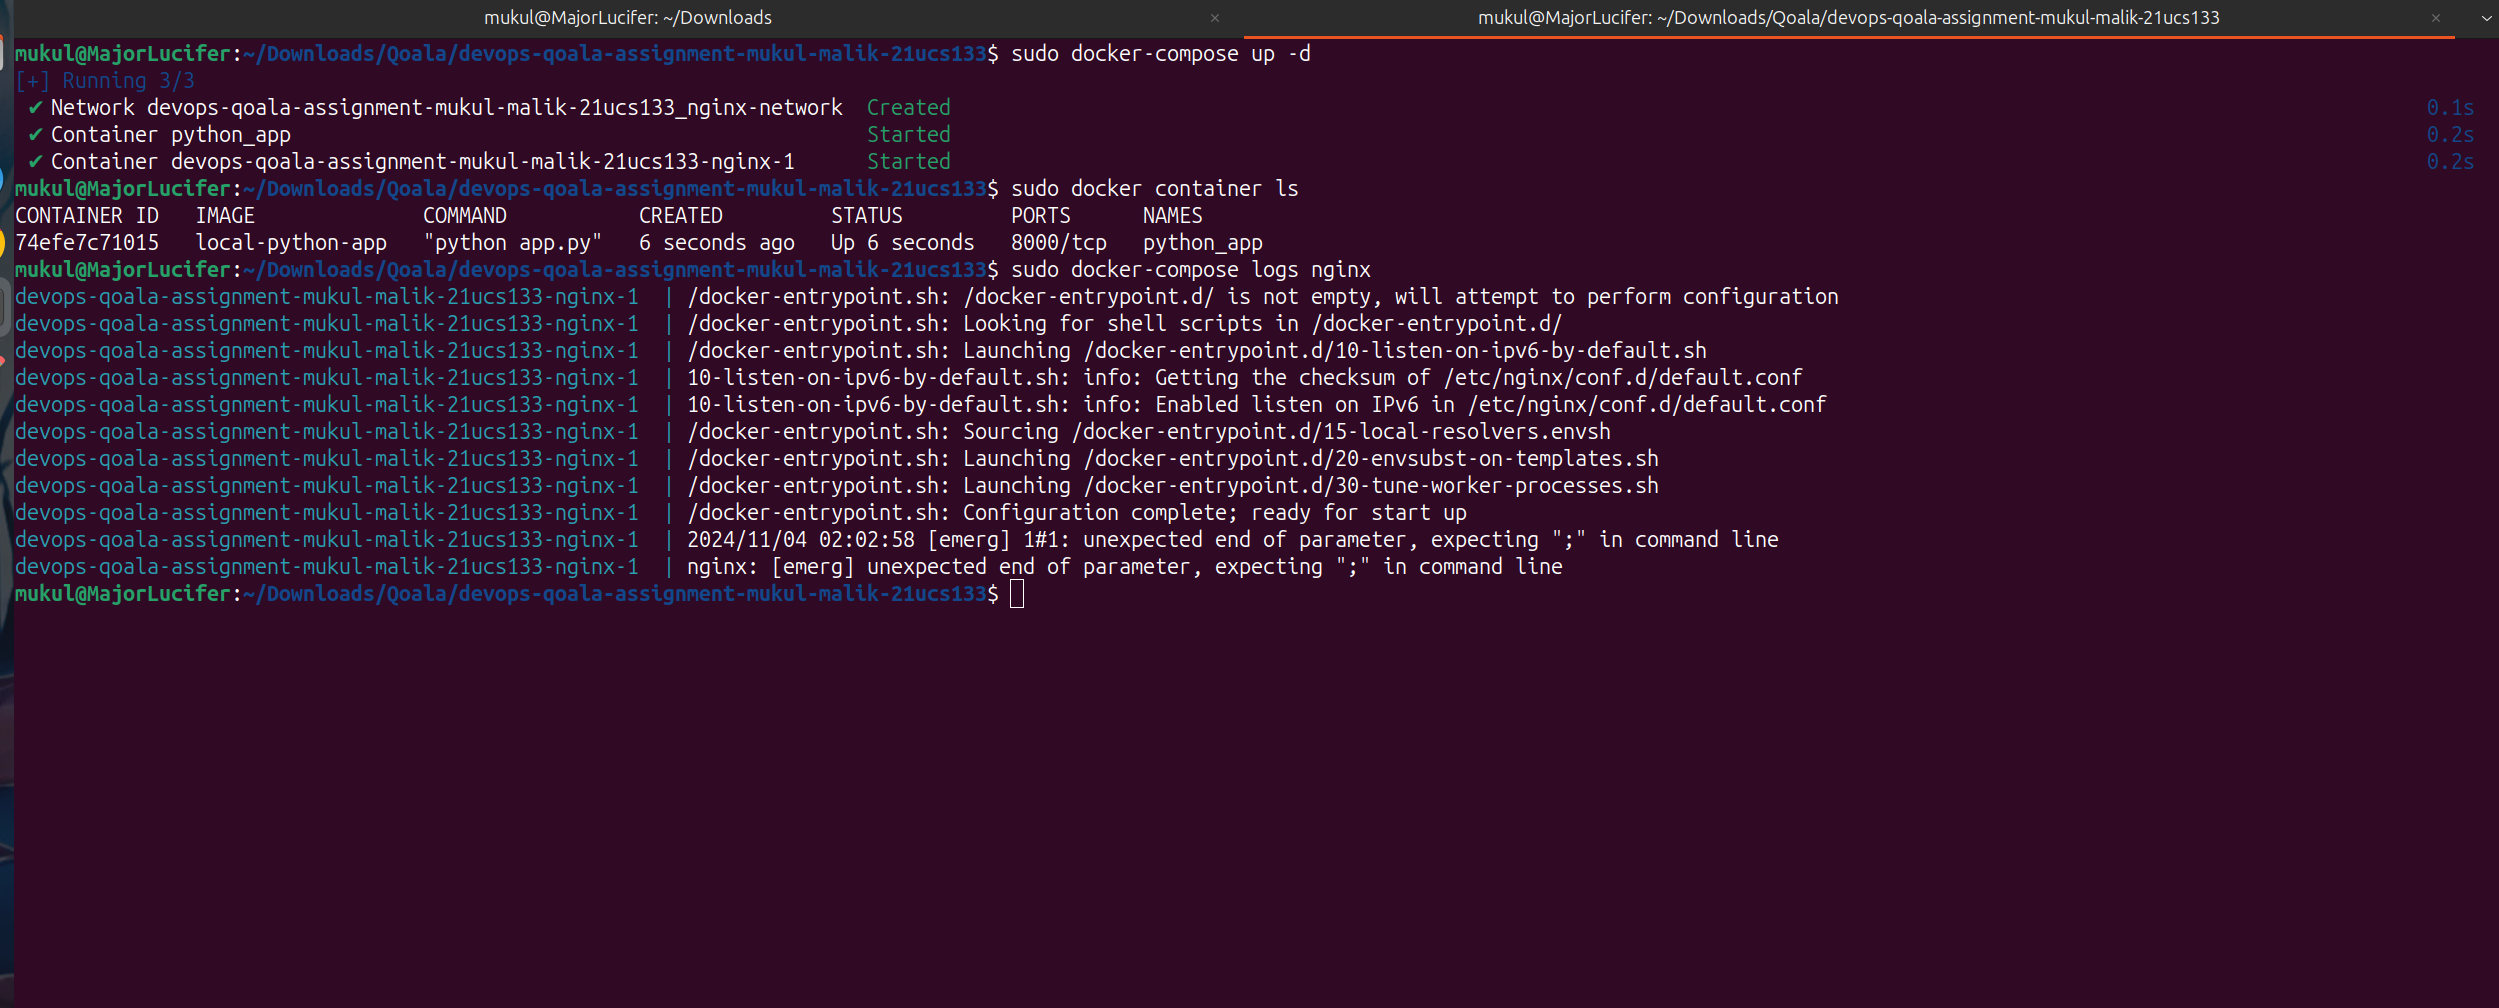 mukul@MajorLucifer: ~/Downloads × mukul@MajorLucifer: ~/Downloads/Qoala/devops-qoala-assignment-mukul-malik-21ucs133 ×
mukul@MajorLucifer:~/Downloads/Qoala/devops-qoala-assignment-mukul-malik-21ucs133$ sudo docker-compose up -d
[+] Running 3/3
✔ Network devops-qoala-assignment-mukul-malik-21ucs133_nginx-network Created 0.1s
✔ Container python_app Started 0.2s
✔ Container devops-qoala-assignment-mukul-malik-21ucs133-nginx-1 Started 0.2s
mukul@MajorLucifer:~/Downloads/Qoala/devops-qoala-assignment-mukul-malik-21ucs133$ sudo docker container ls
CONTAINER ID IMAGE COMMAND CREATED STATUS PORTS NAMES
74efe7c71015 local-python-app "python app.py" 6 seconds ago Up 6 seconds 8000/tcp python_app
mukul@MajorLucifer:~/Downloads/Qoala/devops-qoala-assignment-mukul-malik-21ucs133$ sudo docker-compose logs nginx
devops-qoala-assignment-mukul-malik-21ucs133-nginx-1 | /docker-entrypoint.sh: /docker-entrypoint.d/ is not empty, will attempt to perform configuration
devops-qoala-assignment-mukul-malik-21ucs133-nginx-1 | /docker-entrypoint.sh: Looking for shell scripts in /docker-entrypoint.d/
devops-qoala-assignment-mukul-malik-21ucs133-nginx-1 | /docker-entrypoint.sh: Launching /docker-entrypoint.d/10-listen-on-ipv6-by-default.sh
devops-qoala-assignment-mukul-malik-21ucs133-nginx-1 | 10-listen-on-ipv6-by-default.sh: info: Getting the checksum of /etc/nginx/conf.d/default.conf
devops-qoala-assignment-mukul-malik-21ucs133-nginx-1 | 10-listen-on-ipv6-by-default.sh: info: Enabled listen on IPv6 in /etc/nginx/conf.d/default.conf
devops-qoala-assignment-mukul-malik-21ucs133-nginx-1 | /docker-entrypoint.sh: Sourcing /docker-entrypoint.d/15-local-resolvers.envsh
devops-qoala-assignment-mukul-malik-21ucs133-nginx-1 | /docker-entrypoint.sh: Launching /docker-entrypoint.d/20-envsubst-on-templates.sh
devops-qoala-assignment-mukul-malik-21ucs133-nginx-1 | /docker-entrypoint.sh: Launching /docker-entrypoint.d/30-tune-worker-processes.sh
devops-qoala-assignment-mukul-malik-21ucs133-nginx-1 | /docker-entrypoint.sh: Configuration complete; ready for start up
devops-qoala-assignment-mukul-malik-21ucs133-nginx-1 | 2024/11/04 02:02:58 [emerg] 1#1: unexpected end of parameter, expecting ";" in command line
devops-qoala-assignment-mukul-malik-21ucs133-nginx-1 | nginx: [emerg] unexpected end of parameter, expecting ";" in command line
mukul@MajorLucifer:~/Downloads/Qoala/devops-qoala-assignment-mukul-malik-21ucs133$